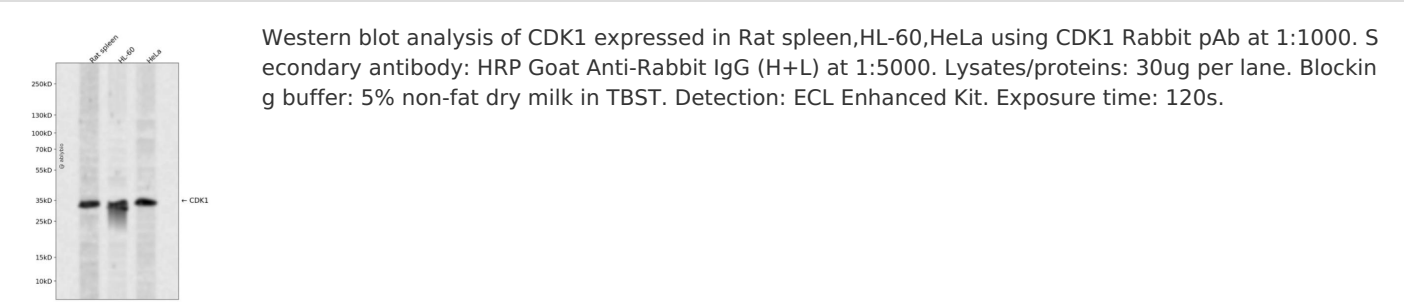 Rat spleen
HL-60
HeLa
250kD
130kD
100kD
70kD
55kD
35kD
25kD
15kD
10kD
← CDK1
@ abyblo
Western blot analysis of CDK1 expressed in Rat spleen,HL-60,HeLa using CDK1 Rabbit pAb at 1:1000. S
econdary antibody: HRP Goat Anti-Rabbit IgG (H+L) at 1:5000. Lysates/proteins: 30ug per lane. Blockin
g buffer: 5% non-fat dry milk in TBST. Detection: ECL Enhanced Kit. Exposure time: 120s.